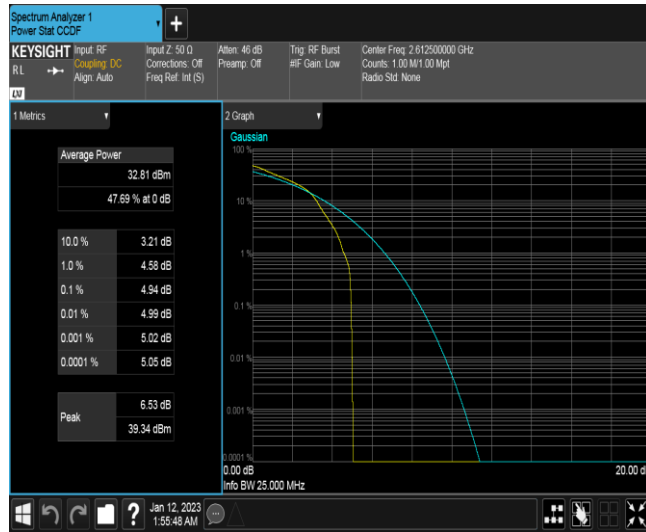 Spectrum Analyzer 1
Power Stat CCDF
+
KEYSIGHT
RL
LXI
Input: RF
Coupling: DC
Align: Auto
Input Z: 50 Ω
Corrections: Off
Freq Ref: Int (S)
Atten: 46 dB
Preamp: Off
Trig: RF Burst
#IF Gain: Low
Center Freq: 2.612500000 GHz
Counts: 1.00 M/1.00 Mpt
Radio Std: None
1 Metrics
Average Power
32.81 dBm
47.69 % at 0 dB
10.0 % 3.21 dB
1.0 % 4.58 dB
0.1 % 4.94 dB
0.01 % 4.99 dB
0.001 % 5.02 dB
0.0001 % 5.05 dB
Peak
6.53 dB
39.34 dBm
2 Graph
Gaussian
100 %
10 %
1 %
0.1 %
0.01 %
0.001 %
0.0001 %
0.00 dB
20.00 d
Info BW 25.000 MHz
?
Jan 12, 2023
1:55:48 AM